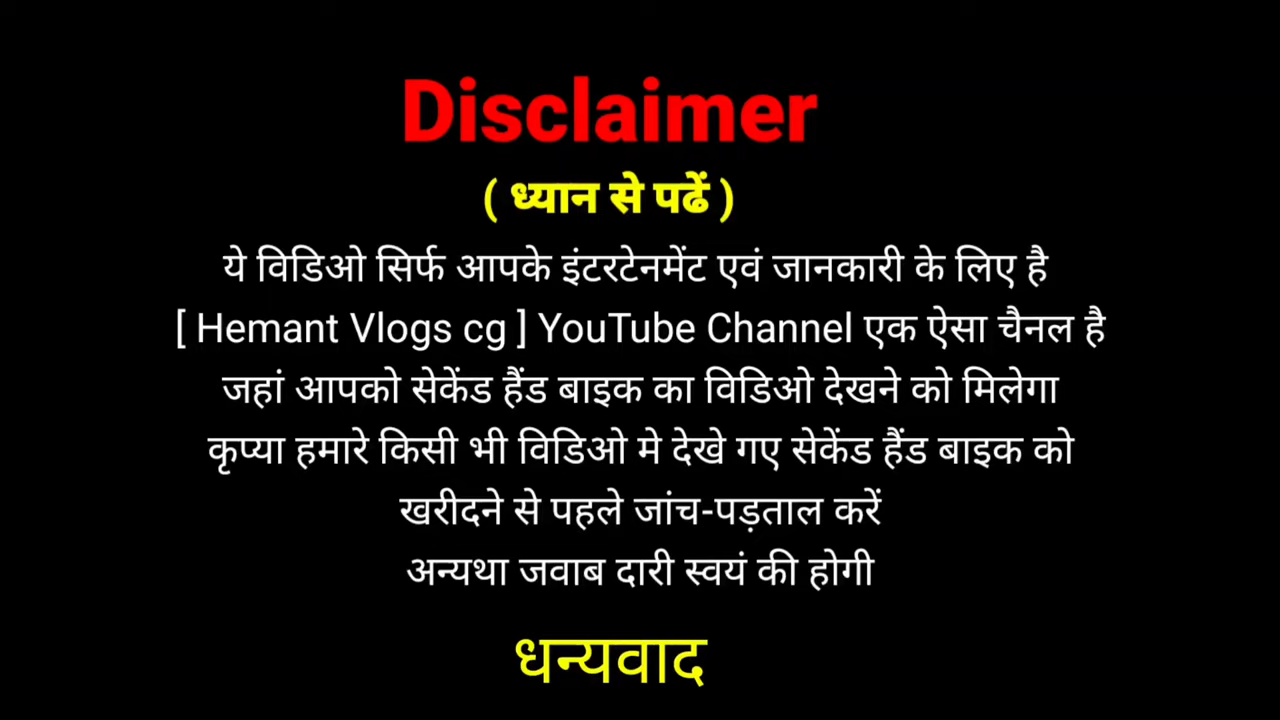 Disclaimer
( ध्यान से पढें )
ये विडिओ सिर्फ आपके इंटरटेनमेंट एवं जानकारी के लिए है
[ Hemant Vlogs cg ] YouTube Channel एक ऐसा चैनल है
जहां आपको सेकेंड हैंड बाइक का विडिओ देखने को मिलेगा
कृप्या हमारे किसी भी विडिओ मे देखे गए सेकेंड हैंड बाइक को
खरीदने से पहले जांच-पड़ताल करें
अन्यथा जवाब दारी स्वयं की होगी
धन्यवाद